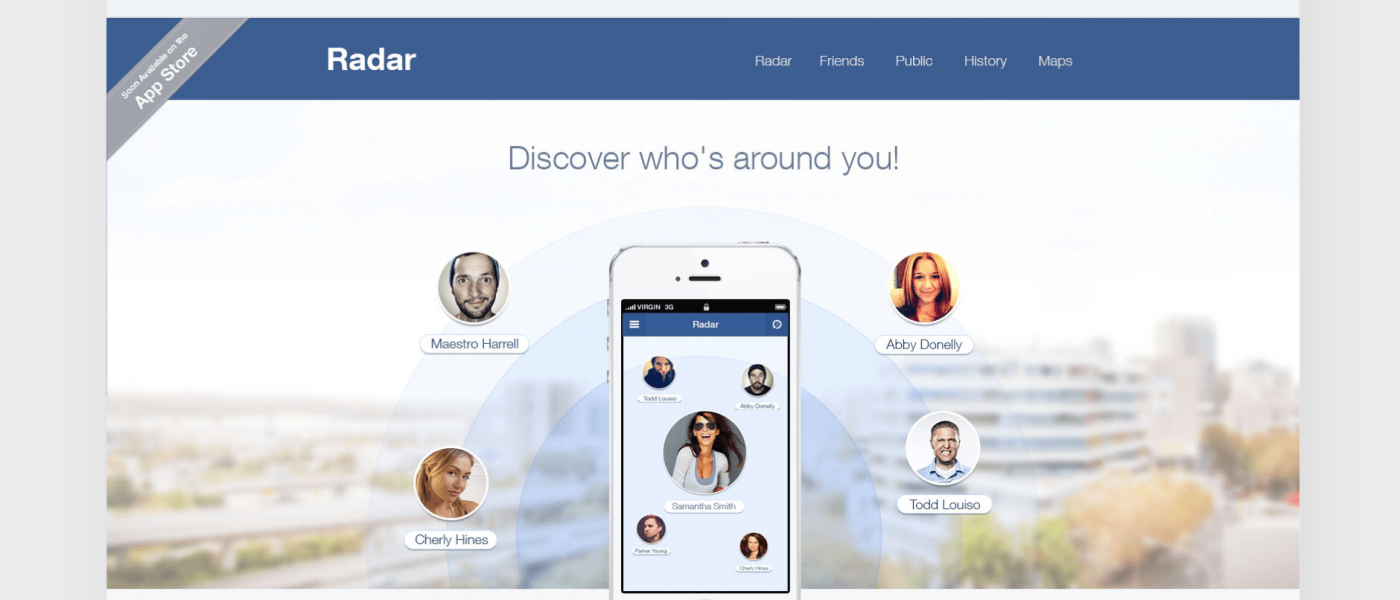 Soon Available on the
App Store
Radar
Radar Friends Public History Maps
Discover who's around you!
Maestro Harrell
Abby Donelly
Cherly Hines
Todd Louiso
VIRGIN 3G
Radar
Todd Louiso
Abby Donelly
Samantha Smith
Parker Young
Cherly Hines